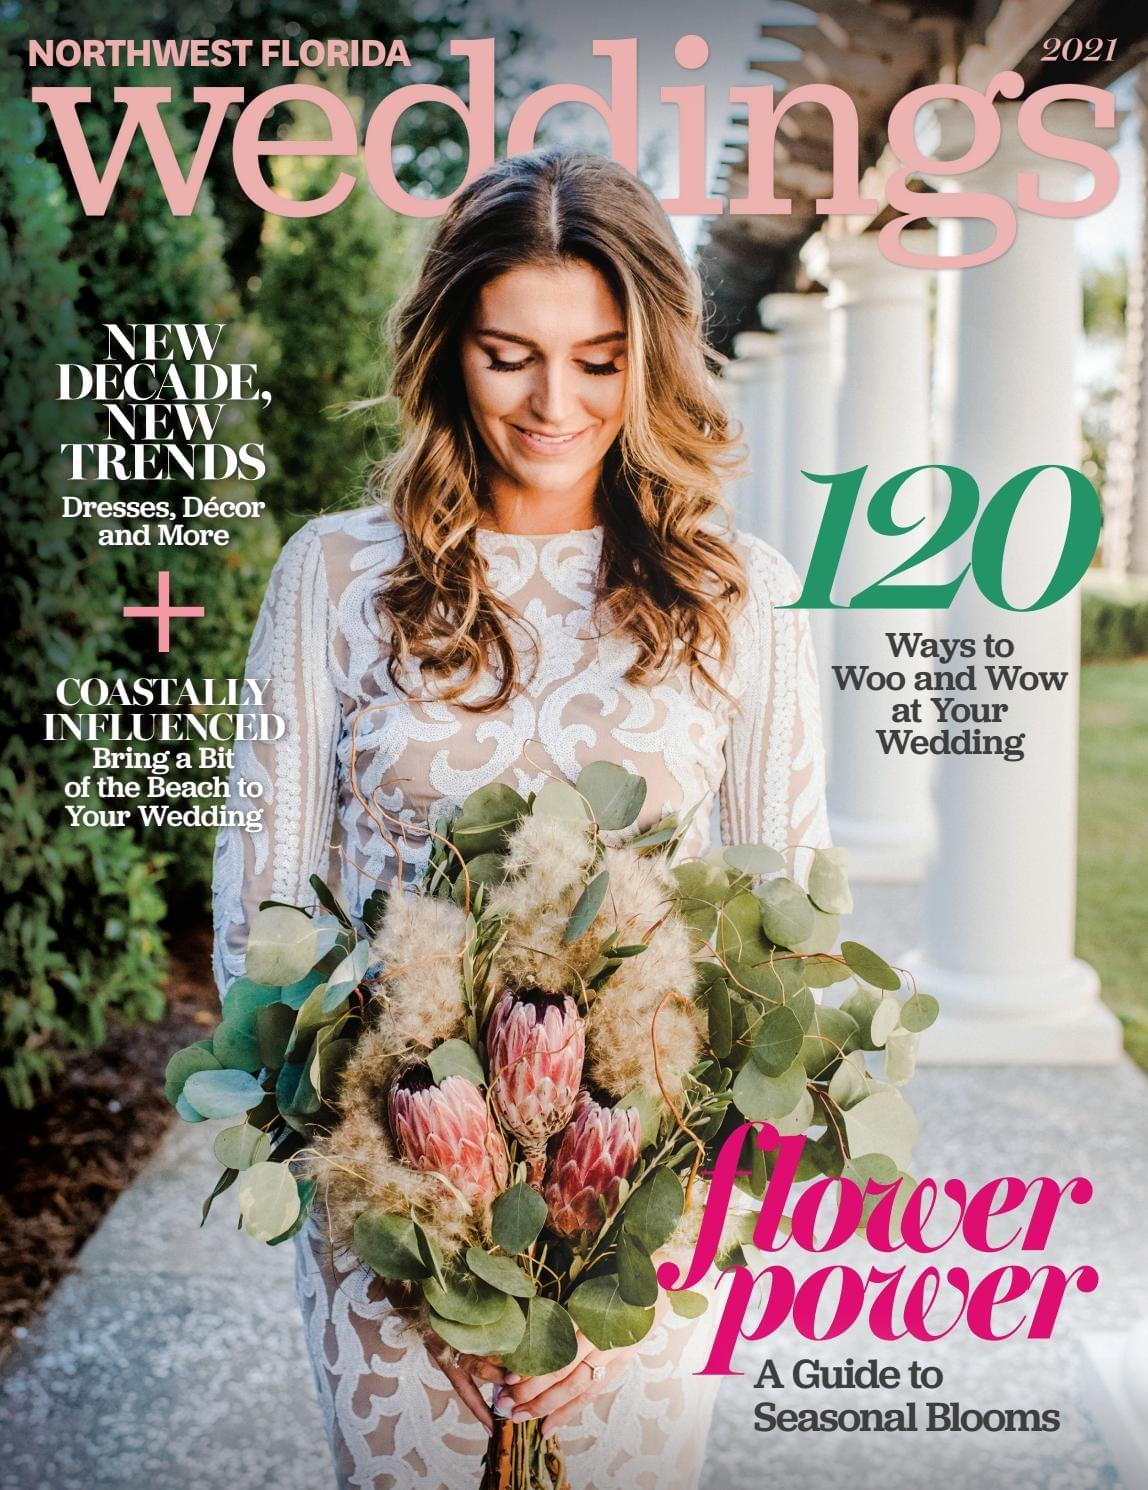 NORTHWEST FLORIDA
2021
weddings
NEW
DECADE,
NEW
TRENDS
Dresses, Décor
and More
+
COASTALLY
INFLUENCED
Bring a Bit
of the Beach to
Your Wedding
120
Ways to
Woo and Wow
at Your
Wedding
flower
power
A Guide to
Seasonal Blooms